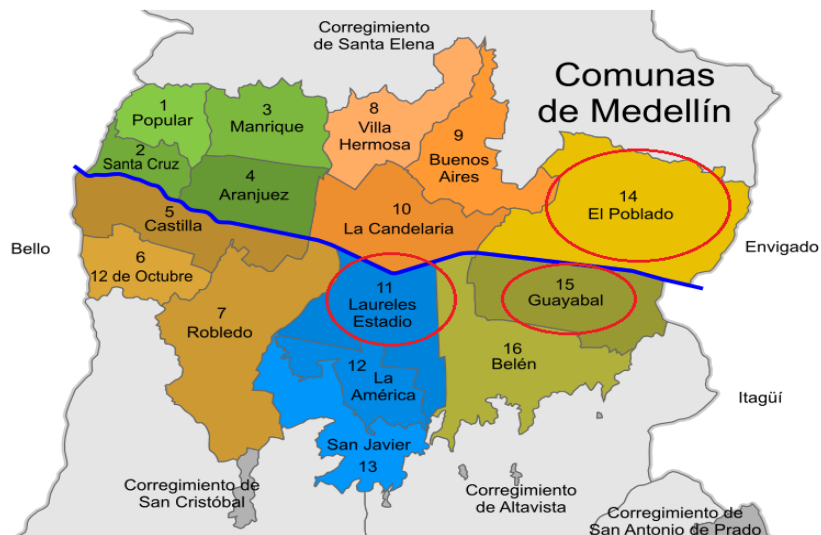 Corregimiento
de Santa Elena
Comunas
de Medellín
1
Popular
3
Manrique
8
Villa
Hermosa
9
Buenos
Aires
2
Santa Cruz
4
Aranjuez
14
El Poblado
5
Castilla
10
La Candelaria
Bello
Envigado
6
12 de Octubre
11
Laureles
Estadio
15
Guayabal
7
Robledo
16
Belén
12
La
América
Itagüí
San Javier
13
Corregimiento de
San Cristóbal
Corregimiento
de Altavista
Corregimiento de
San Antonio de Prado